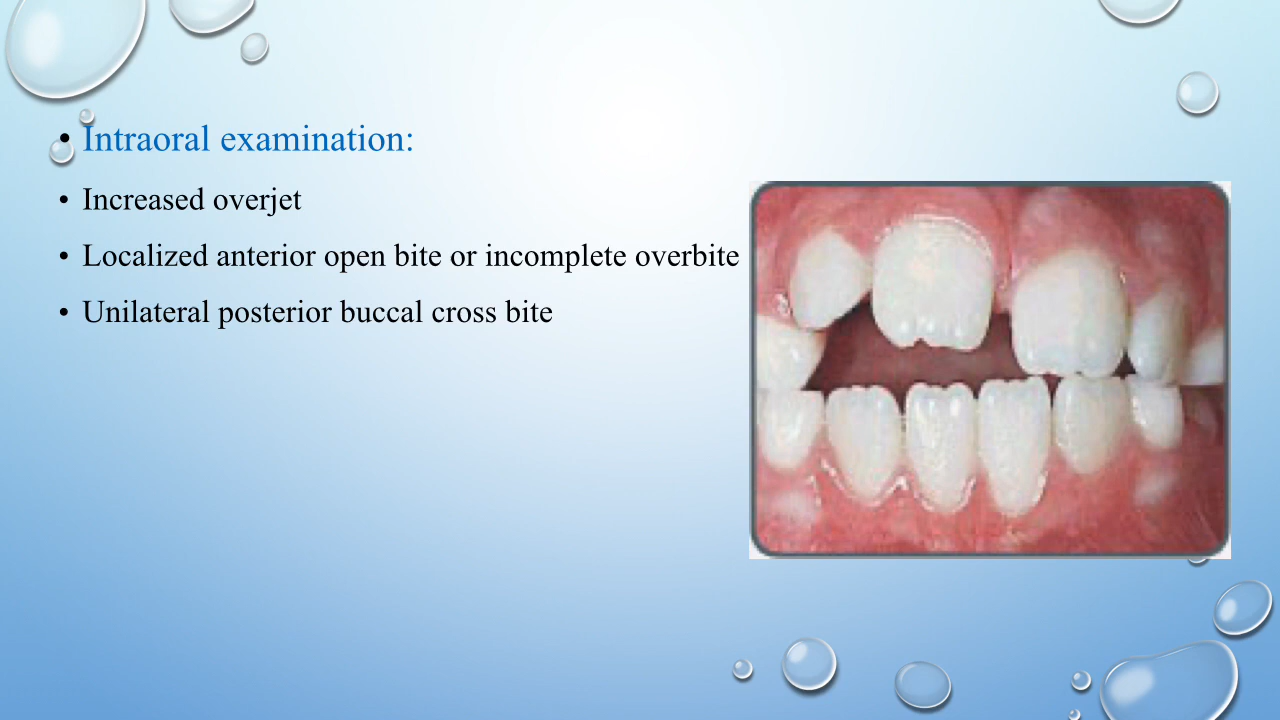 • Intraoral examination:
• Increased overjet
• Localized anterior open bite or incomplete overbite
• Unilateral posterior buccal cross bite